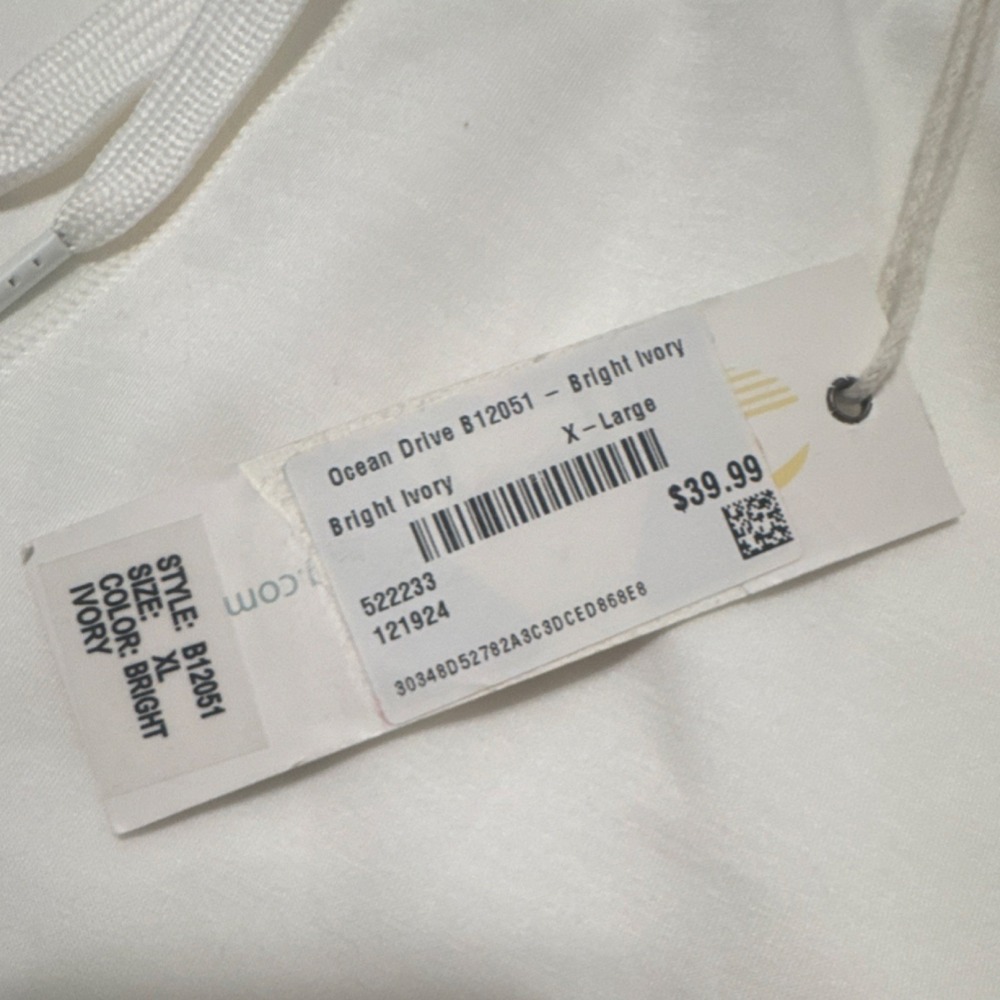 Ocean Drive B12051 – Bright Ivory
Bright Ivory X-Large
$39.99
522233
121924
30348D52782A3C3DCED868E8
g.com
STYLE: B12051
SIZE: XL
COLOR: BRIGHT
IVORY